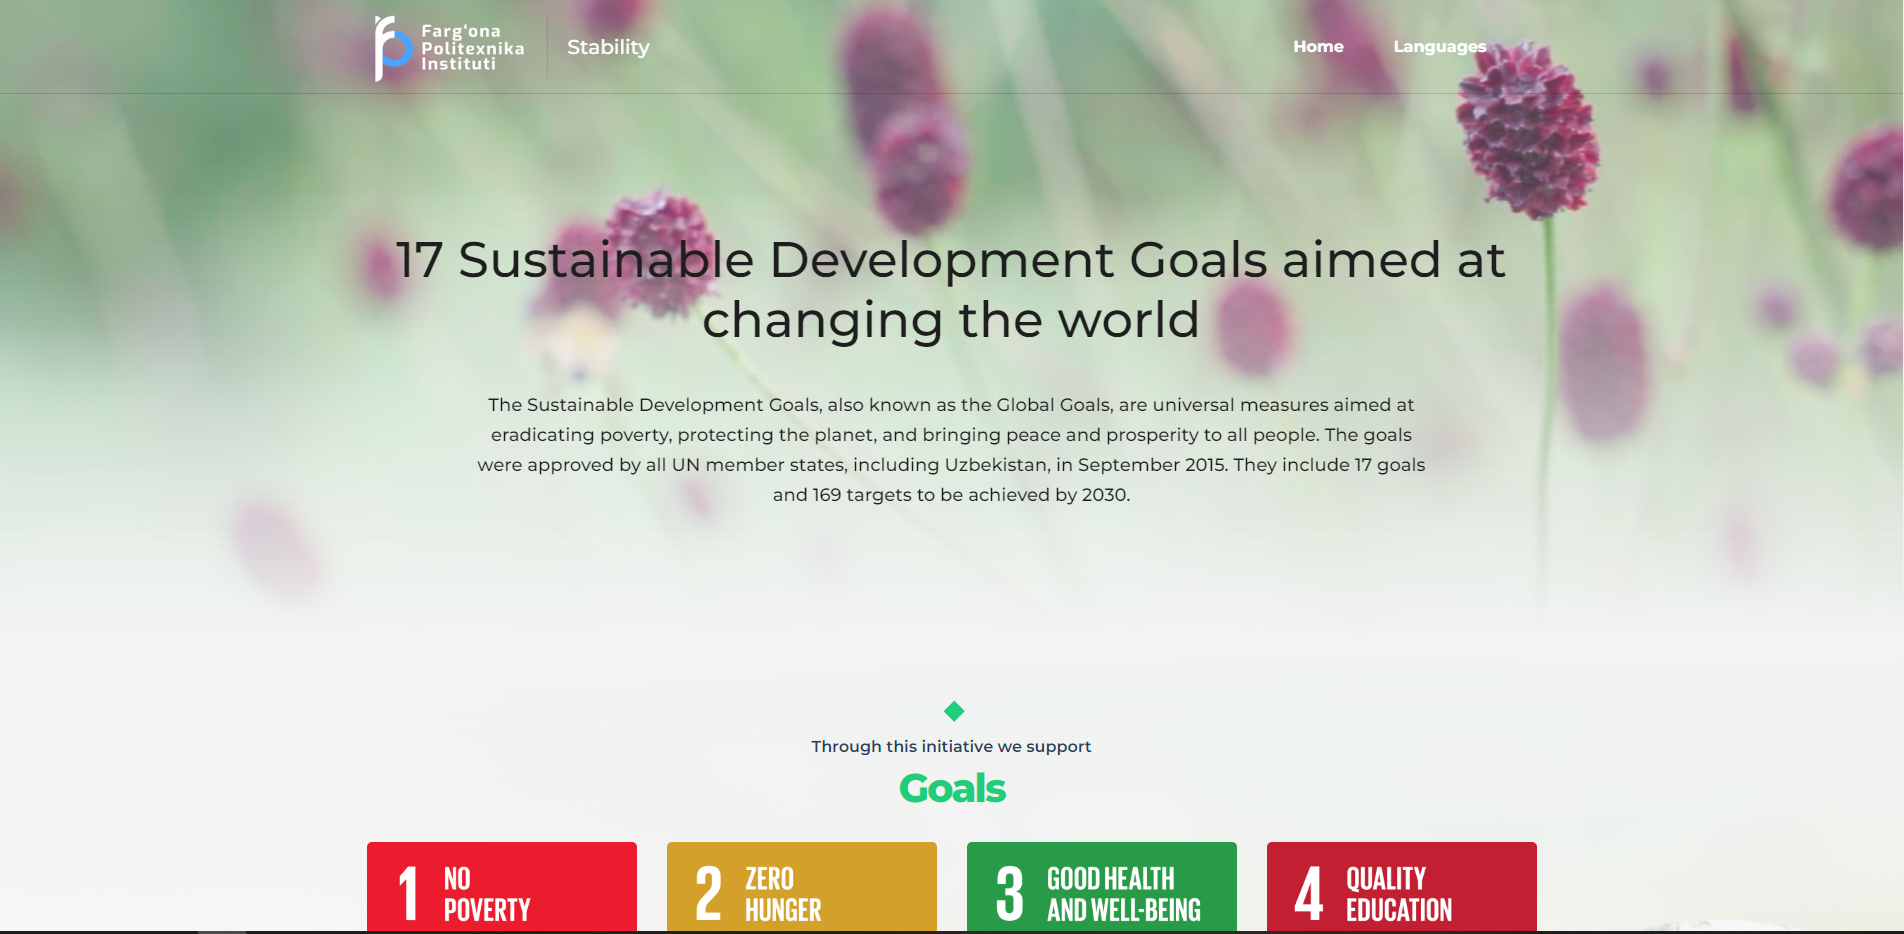 Farg‘ona
Politexnika
Instituti
Stability
Home
Languages
17 Sustainable Development Goals aimed at
changing the world
The Sustainable Development Goals, also known as the Global Goals, are universal measures aimed at
eradicating poverty, protecting the planet, and bringing peace and prosperity to all people. The goals
were approved by all UN member states, including Uzbekistan, in September 2015. They include 17 goals
and 169 targets to be achieved by 2030.
Through this initiative we support
Goals
1 NO
POVERTY
2 ZERO
HUNGER
3 GOOD HEALTH
AND WELL-BEING
4 QUALITY
EDUCATION